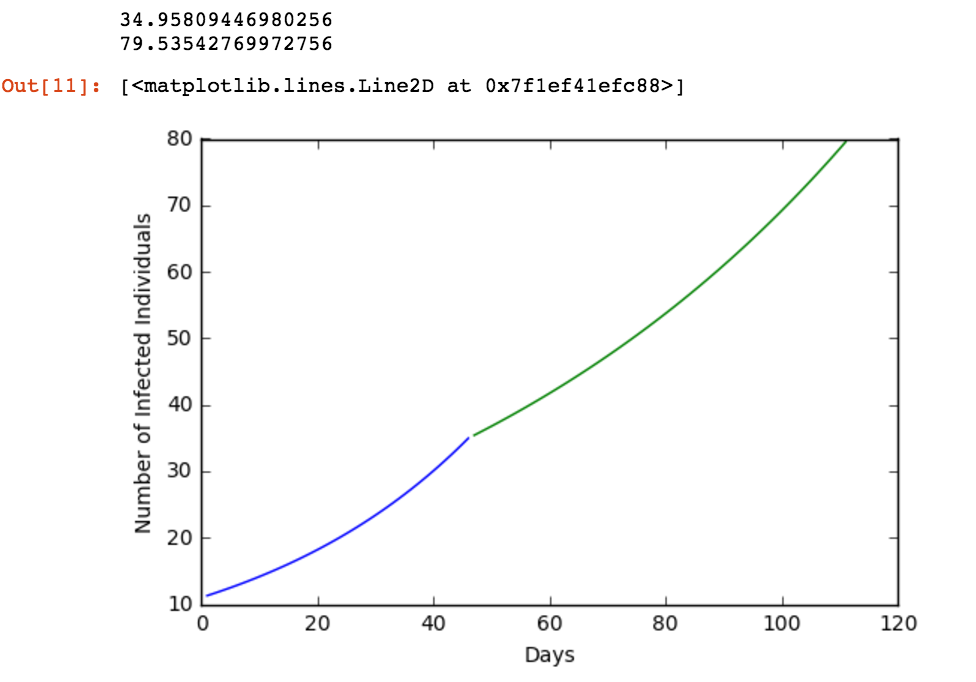 34.95809446980256
79.53542769972756
Out[11]: [<matplotlib.lines.Line2D at 0x7f1ef41efc88>]
80
70
60
50
40
30
20
10
Number of Infected Individuals
0 20 40 60 80 100 120
Days